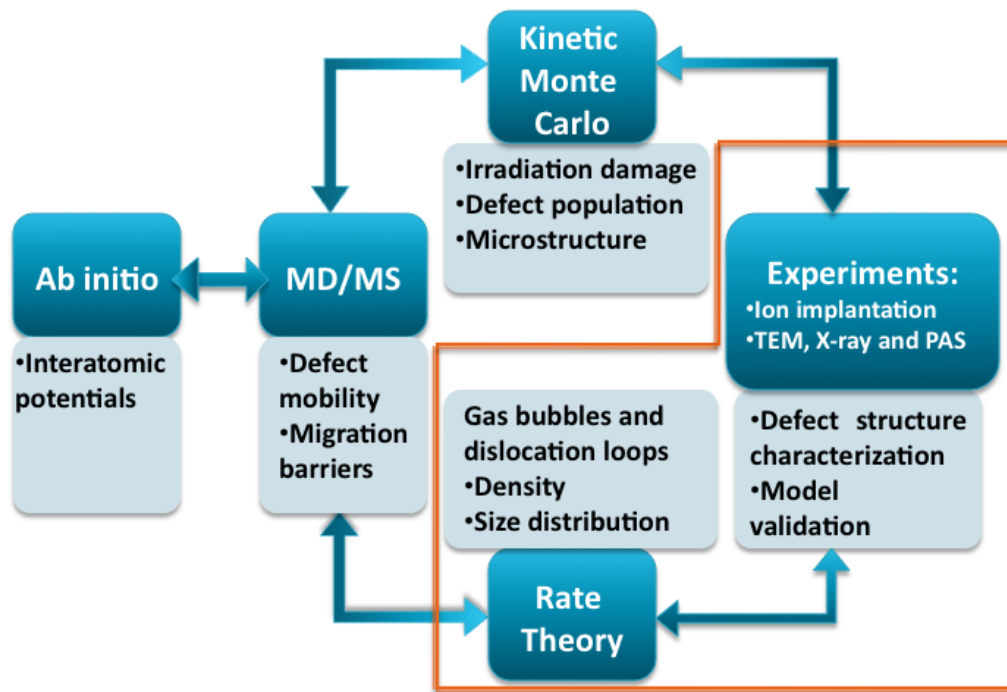 Kinetic
Monte
Carlo
•Irradiation damage
•Defect population
•Microstructure
Ab initio
•Interatomic
potentials
MD/MS
•Defect
mobility
•Migration
barriers
Experiments:
•Ion implantation
•TEM, X-ray and PAS
•Defect structure
characterization
•Model
validation
Gas bubbles and
dislocation loops
•Density
•Size distribution
Rate
Theory